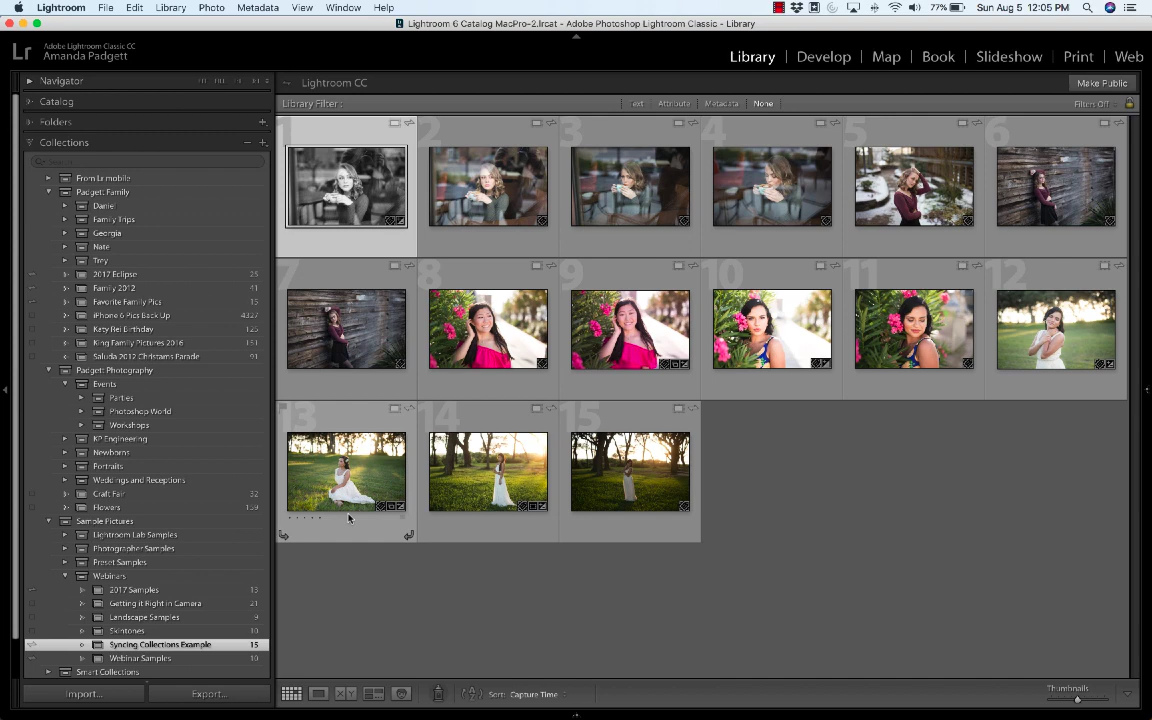 Lightroom File Edit Library Photo Metadata View Window Help 77% Sun Aug 5 12:05 PM
Lightroom 6 Catalog MacPro-2.lrcat - Adobe Photoshop Lightroom Classic - Library
Lr Adobe Lightroom Classic CC
Amanda Padgett
Library | Develop | Map | Book | Slideshow | Print | Web
Navigator
Catalog
Folders
Collections
Lightroom CC Make Public
Library Filter : Text Attribute Metadata None Filters Off
From Lr mobile
Padgett Family
Daniel
Family Trips
Georgia
Nate
Trey
2017 Eclipse 25
Family 2012 41
Favorite Family Pics 15
iPhone 6 Pics Back Up 4327
Katy Rei Birthday 125
King Family Pictures 2016 151
Saluda 2012 Christams Parade 91
Padgett Photography
Events
Parties
Photoshop World
Workshops
KP Engineering
Newborns
Portraits
Weddings and Receptions
Craft Fair 32
Flowers 159
Sample Pictures
Lightroom Lab Samples
Photographer Samples
Preset Samples
Webinars
2017 Samples 13
Getting it Right in Camera 21
Landscape Samples 9
Skintones 10
Syncing Collections Example 15
Webinar Samples 10
Smart Collections
1 2 3 4 5 6
7 8 9 10 11 12
13 14 15
Import... Export...
XY Sort: Capture Time Thumbnails